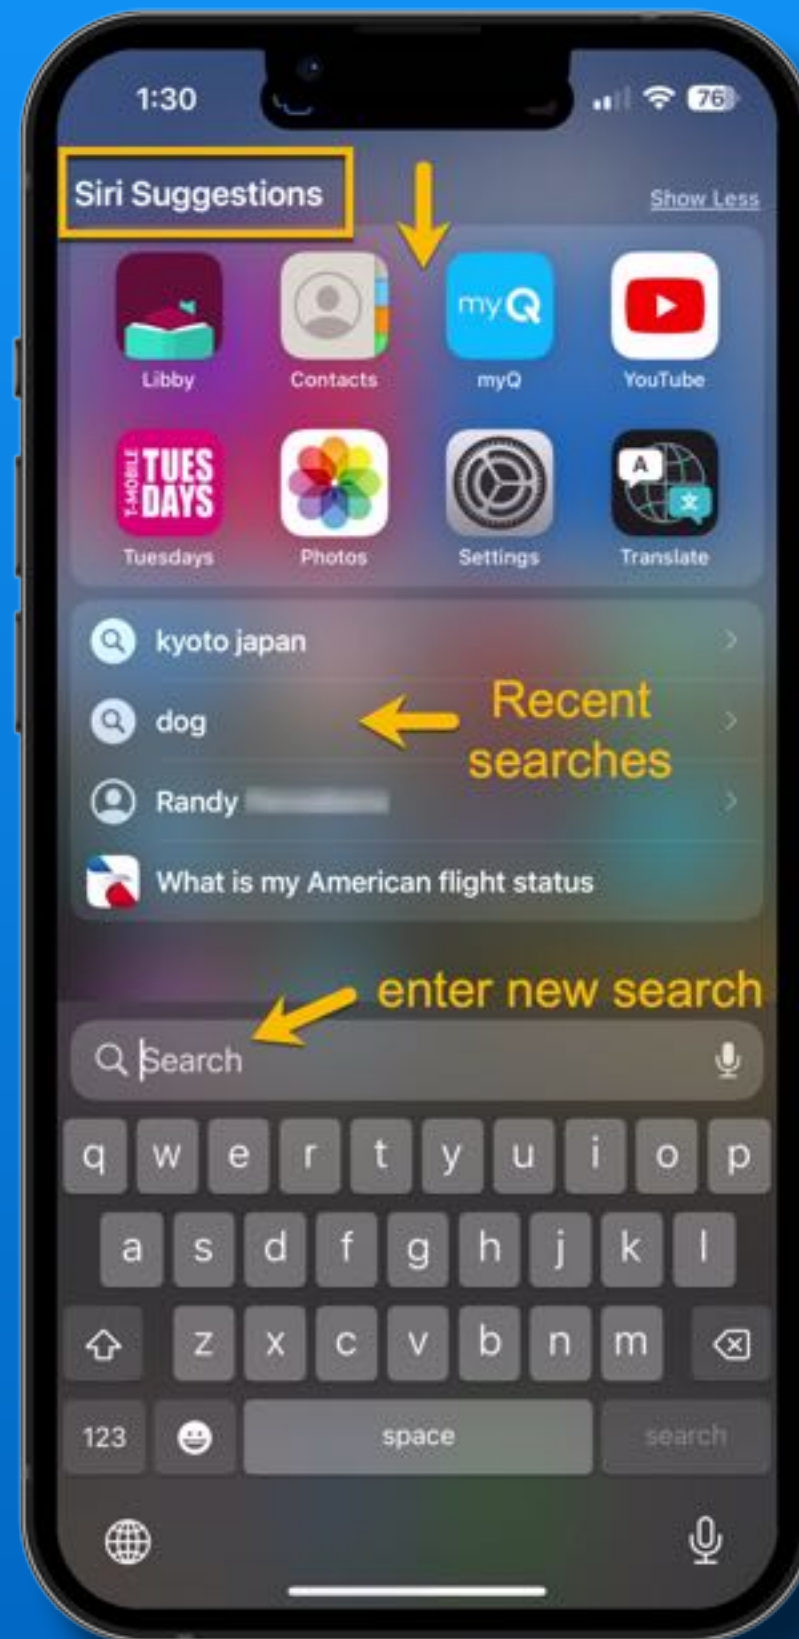 1:30
76
Siri Suggestions
Show Less
Libby
Contacts
myQ
myQ
YouTube
T-MOBILE
TUES
DAYS
A
文
Tuesdays
Photos
Settings
Translate
kyoto japan
dog
Recent
searches
Randy
What is my American flight status
enter new search
Search
q w e r t y u i o p
a s d f g h j k l
z x c v b n m
123
space
search